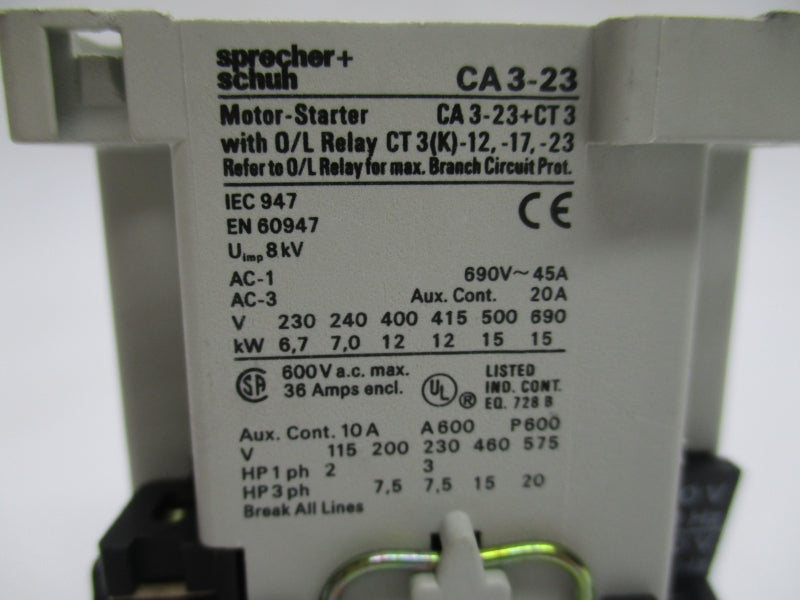 sprecher+
schuh
CA 3-23
Motor-Starter CA 3-23+CT 3
with O/L Relay CT 3(K)-12, -17, -23
Refer to O/L Relay for max. Branch Circuit Prot.
IEC 947
EN 60947
CE
Uimp 8 kV
AC-1 690V~ 45A
AC-3 Aux. Cont. 20A
V 230 240 400 415 500 690
kW 6,7 7,0 12 12 15 15
SA 600 V a.c. max.
36 Amps encl.
UL ®
LISTED
IND. CONT.
EQ. 728 B
Aux. Cont. 10 A A 600 P 600
V 115 200 230 460 575
HP 1 ph 2 3
HP 3 ph 7,5 7,5 15 20
Break All Lines